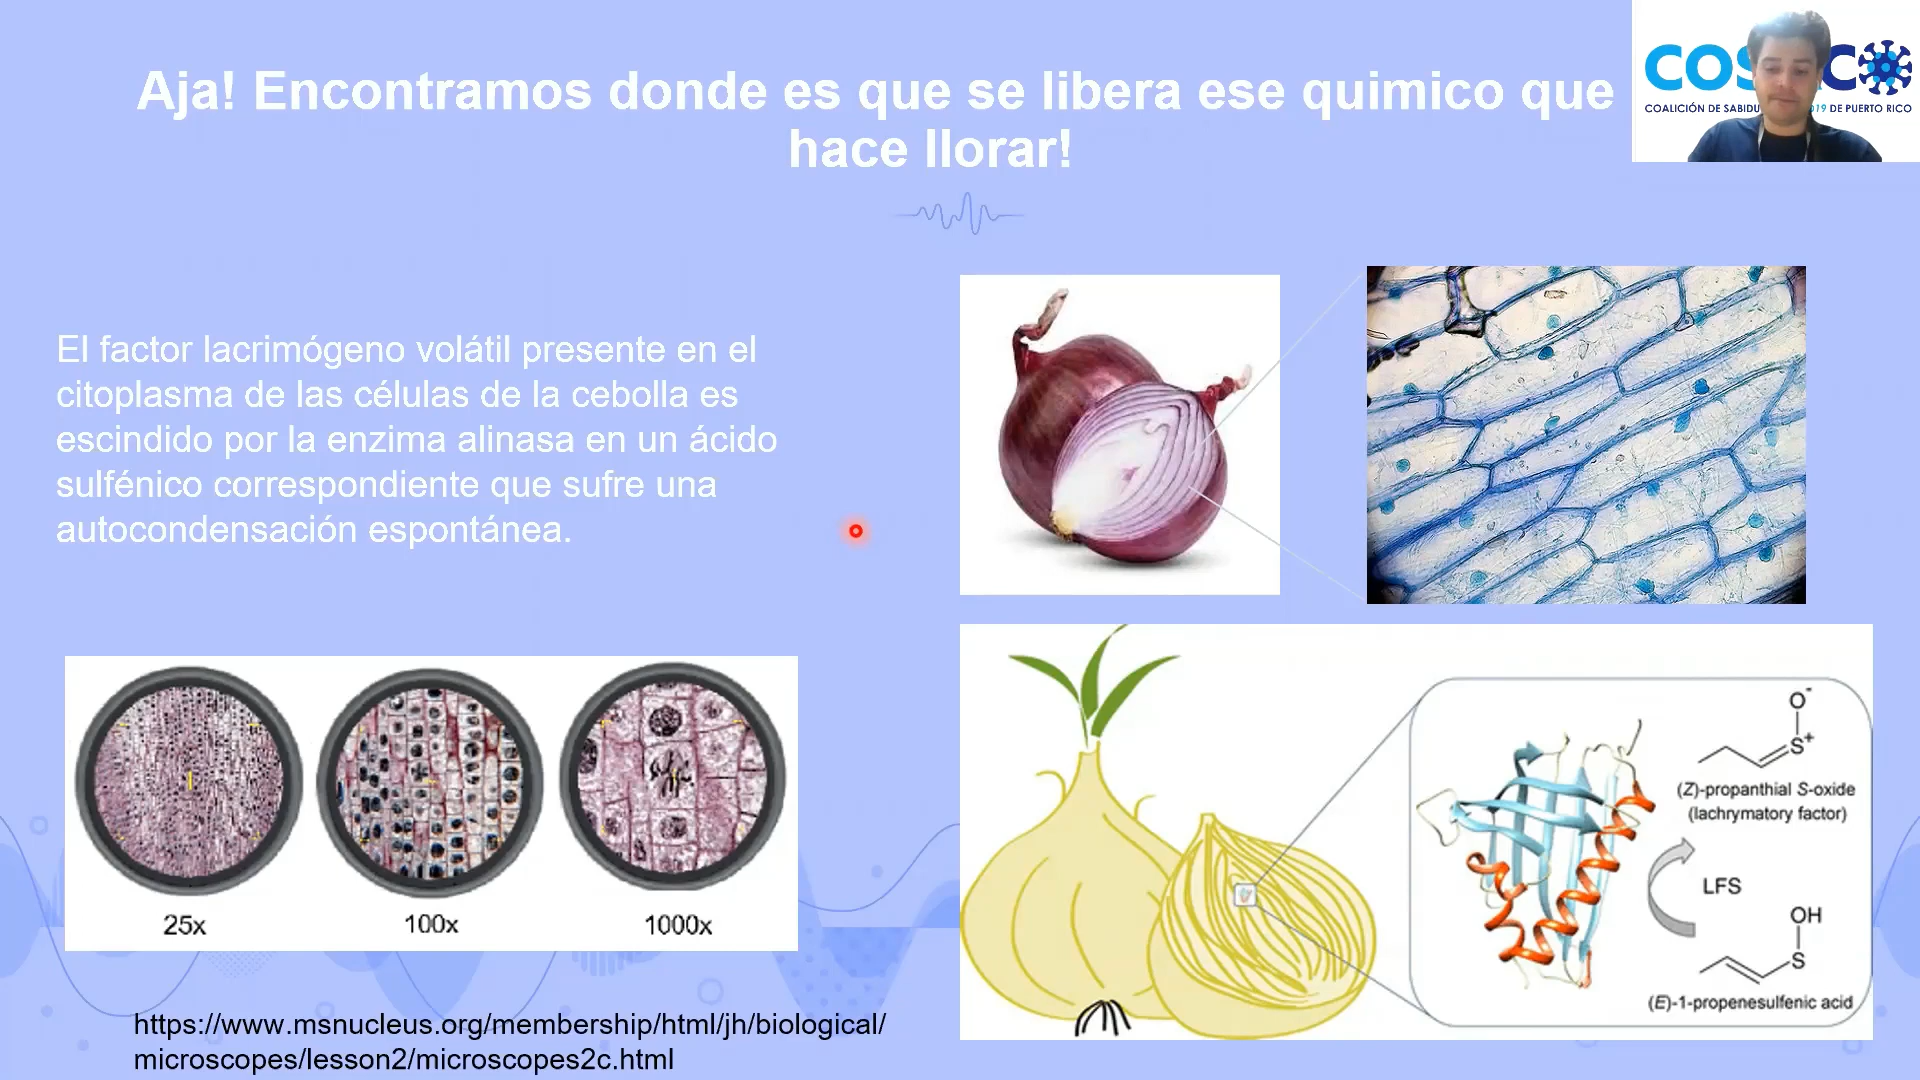 Aja! Encontramos donde es que se libera ese quimico que
hace llorar!
COALICIÓN DE DE PUERTO RICO
El factor lacrimógeno volátil presente en el
citoplasma de las células de la cebolla es
escindido por la enzima alinasa en un ácido
sulfénico correspondiente que sufre una
autocondensación espontánea.
25x
100x
1000x
O-
S+
(Z)-propanthial S-oxide
(lachrymatory factor)
LFS
OH
S
(E)-1-propenesulfenic acid
https://www.msnucleus.org/membership/html/jh/biological/
microscopes/lesson2/microscopes2c.html